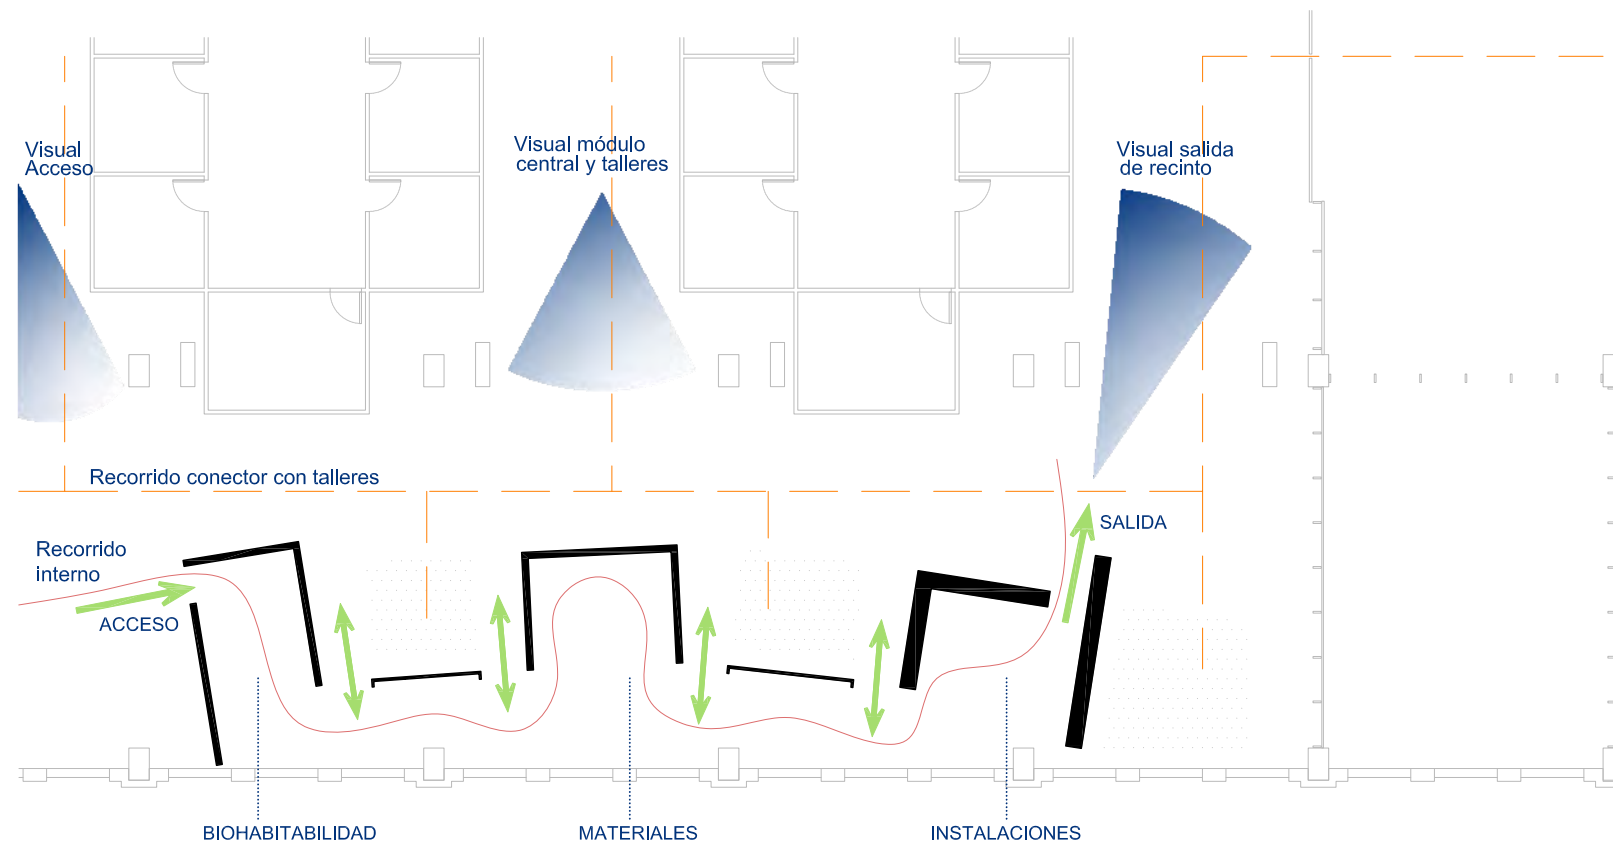 Visual
Acceso
Visual módulo
central y talleres
Visual salida
de recinto
Recorrido conector con talleres
Recorrido
interno
ACCESO
SALIDA
BIOHABITABILIDAD
MATERIALES
INSTALACIONES